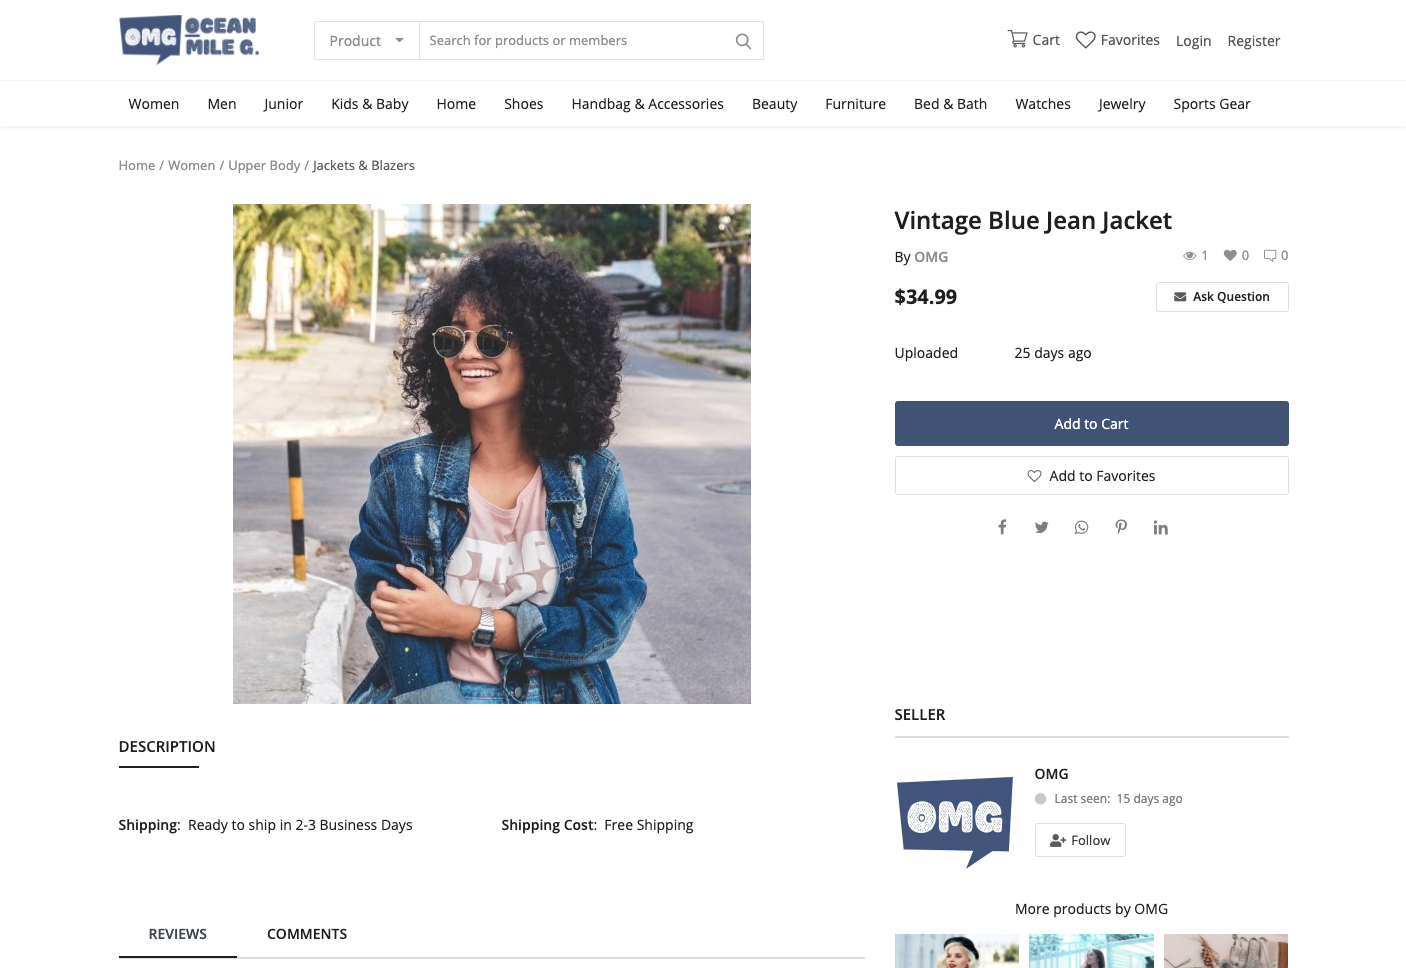 OMG OCEAN MILE G.
Product
Search for products or members
Cart
Favorites
Login
Register
Women
Men
Junior
Kids & Baby
Home
Shoes
Handbag & Accessories
Beauty
Furniture
Bed & Bath
Watches
Jewelry
Sports Gear
Home / Women / Upper Body / Jackets & Blazers
Vintage Blue Jean Jacket
By OMG
1
0
0
$34.99
Ask Question
Uploaded 25 days ago
Add to Cart
Add to Favorites
STAR
DESCRIPTION
Shipping: Ready to ship in 2-3 Business Days
Shipping Cost: Free Shipping
REVIEWS
COMMENTS
SELLER
OMG
OMG
Last seen: 15 days ago
Follow
More products by OMG